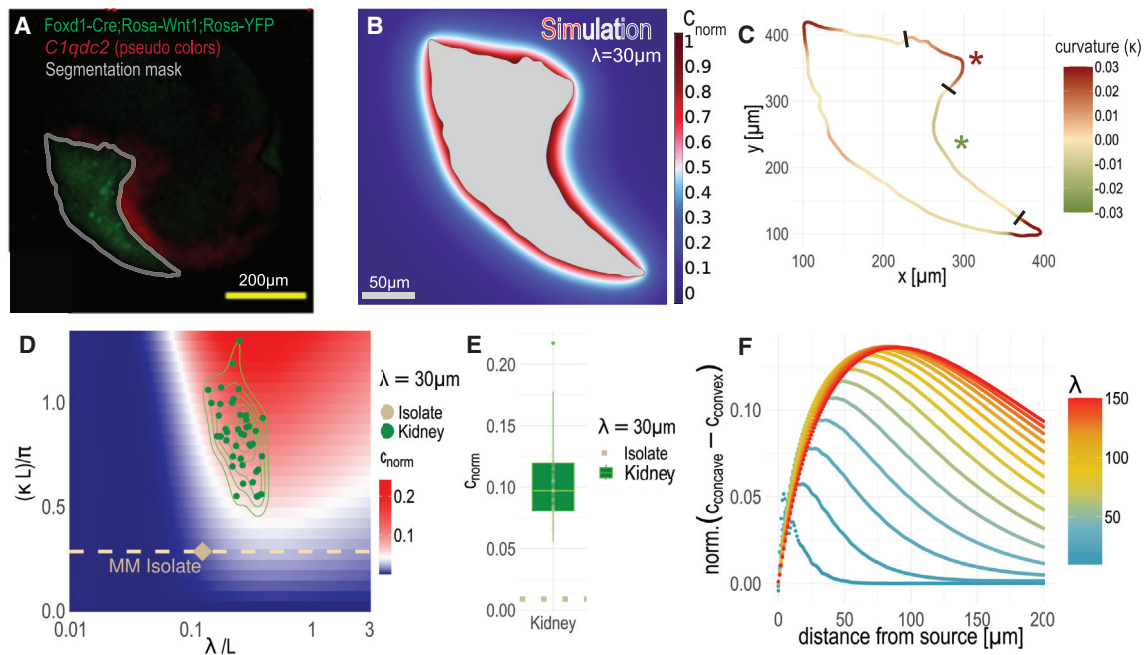 A
Foxd1-Cre;Rosa-Wnt1;Rosa-YFP
C1qdc2 (pseudo colors)
Segmentation mask
200μm
B
Simulation
λ=30μm
50μm
Cnorm
1
0.9
0.8
0.7
0.6
0.5
0.4
0.3
0.2
0.1
0
C
400
300
200
100
y [μm]
100
200
300
400
x [μm]
*
*
curvature (κ)
0.03
0.02
0.01
0.00
-0.01
-0.02
-0.03
D
(κ L)/π
1.0
0.5
0.0
MM Isolate
0.01
0.1
1
3
λ /L
λ = 30μm
Isolate
Kidney
cnorm
0.2
0.1
E
cnorm
0.20
0.15
0.10
0.05
0.00
Kidney
λ = 30μm
Isolate
Kidney
F
norm.(cconcave − cconvex)
0.10
0.05
0.00
0
50
100
150
200
distance from source [μm]
λ
150
100
50